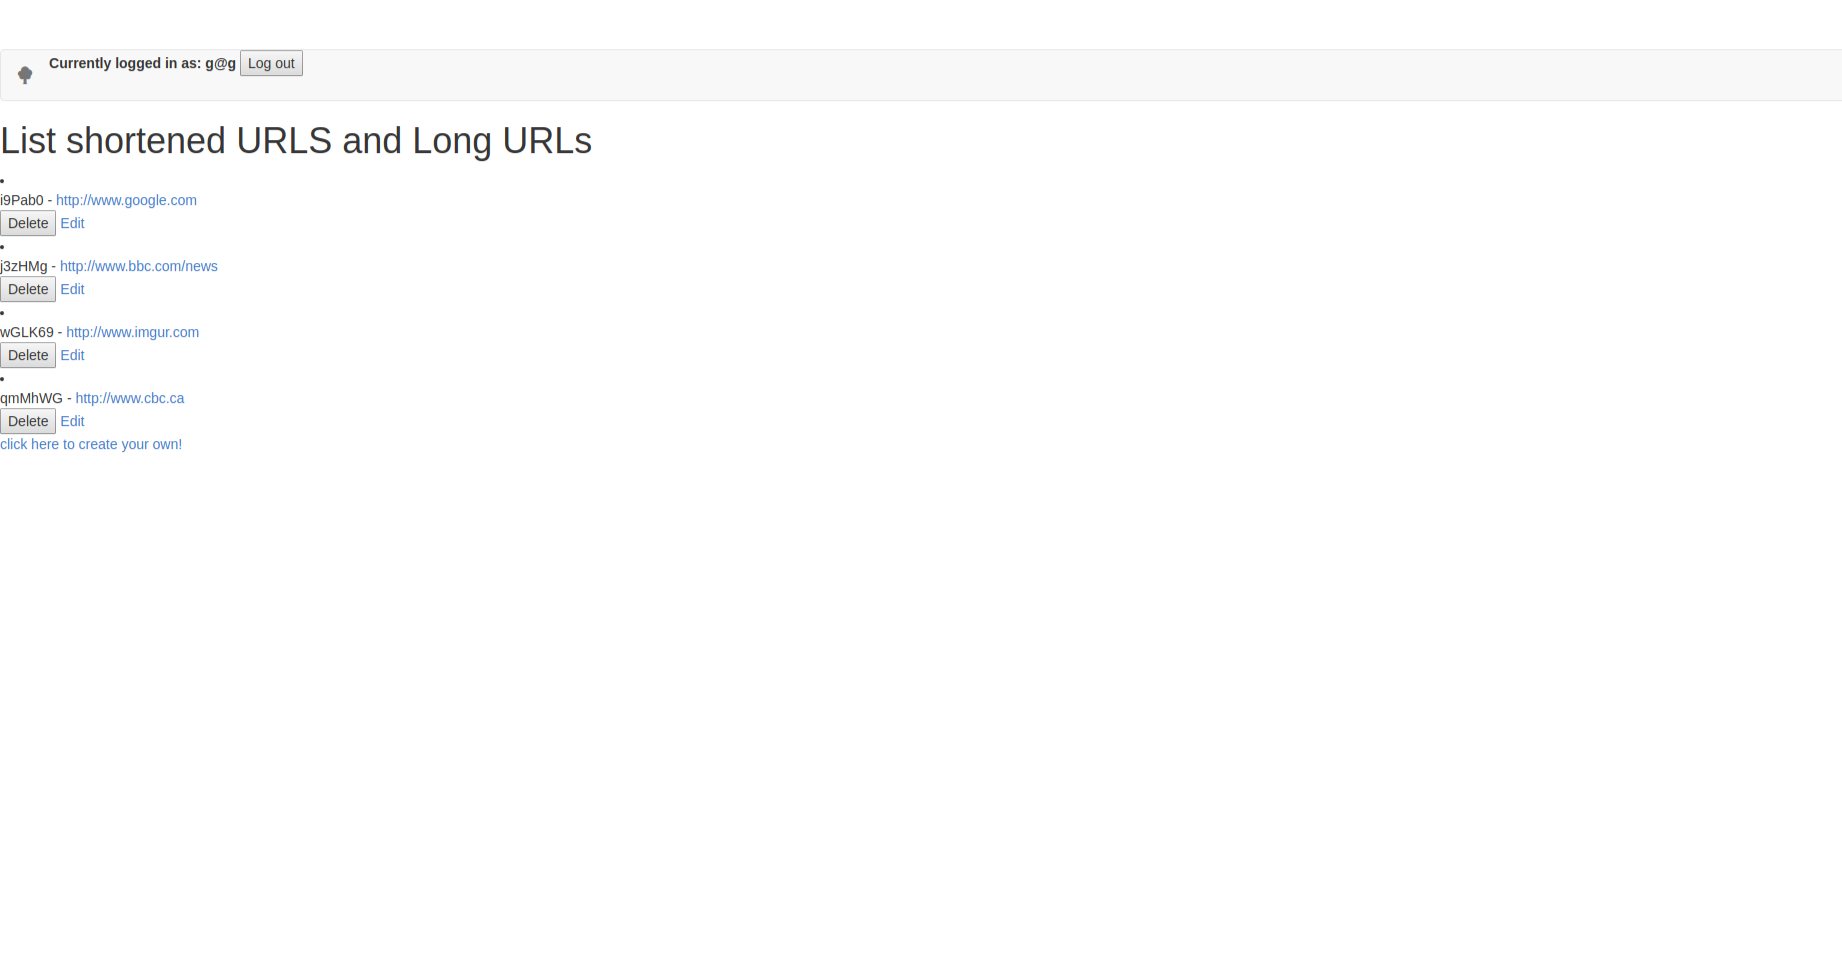 Currently logged in as: g@g Log out
List shortened URLS and Long URLs
i9Pab0 - http://www.google.com
Delete Edit
j3zHMg - http://www.bbc.com/news
Delete Edit
wGLK69 - http://www.imgur.com
Delete Edit
qmMhWG - http://www.cbc.ca
Delete Edit
click here to create your own!